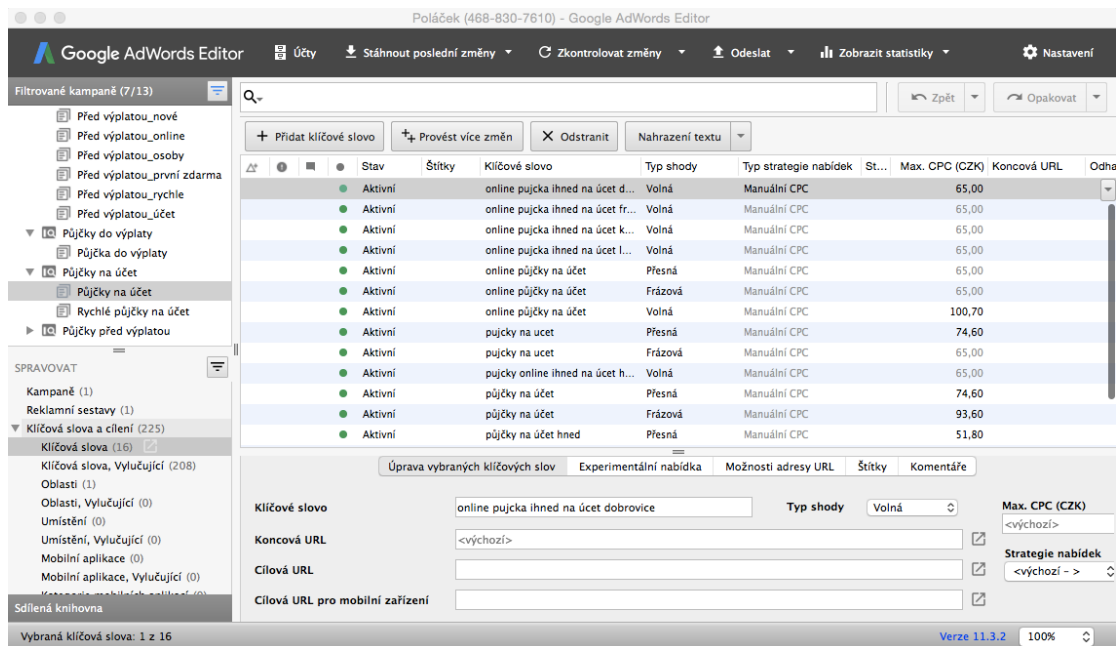 Poláček (468-830-7610) - Google AdWords Editor
Google AdWords Editor
Účty
Stáhnout poslední změny
Zkontrolovat změny
Odeslat
Zobrazit statistiky
Nastavení
Filtrované kampaně (7/13)
Před výplatou_nové
Před výplatou_online
Před výplatou_osoby
Před výplatou_první zdarma
Před výplatou_rychle
Před výplatou_účet
Půjčky do výplaty
Půjčka do výplaty
Půjčky na účet
Půjčky na účet
Rychlé půjčky na účet
Půjčky před výplatou
SPRAVOVAT
Kampaně (1)
Reklamní sestavy (1)
Klíčová slova a cílení (225)
Klíčová slova (16)
Klíčová slova, Vylučující (208)
Oblasti (1)
Oblasti, Vylučující (0)
Umístění (0)
Umístění, Vylučující (0)
Mobilní aplikace (0)
Mobilní aplikace, Vylučující (0)
Sdílená knihovna
Zpět
Opakovat
Přidat klíčové slovo
Provést více změn
Odstranit
Nahrazení textu
Stav Štítky Klíčové slovo Typ shody Typ strategie nabídek St... Max. CPC (CZK) Koncová URL Odha
Aktivní online pujcka ihned na úcet d... Volná Manuální CPC 65,00
Aktivní online pujcka ihned na úcet fr... Volná Manuální CPC 65,00
Aktivní online pujcka ihned na úcet k... Volná Manuální CPC 65,00
Aktivní online pujcka ihned na úcet l... Volná Manuální CPC 65,00
Aktivní online půjčky na účet Přesná Manuální CPC 65,00
Aktivní online půjčky na účet Frázová Manuální CPC 65,00
Aktivní online půjčky na účet Volná Manuální CPC 100,70
Aktivní pujcky na ucet Přesná Manuální CPC 74,60
Aktivní pujcky na ucet Frázová Manuální CPC 65,00
Aktivní pujcky online ihned na úcet h... Volná Manuální CPC 65,00
Aktivní půjčky na účet Přesná Manuální CPC 74,60
Aktivní půjčky na účet Frázová Manuální CPC 93,60
Aktivní půjčky na účet hned Přesná Manuální CPC 51,80
Úprava vybraných klíčových slov Experimentální nabídka Možnosti adresy URL Štítky Komentáře
Klíčové slovo online pujcka ihned na úcet dobrovice Typ shody Volná
Koncová URL <výchozí>
Cílová URL
Cílová URL pro mobilní zařízení
Max. CPC (CZK)
<výchozí>
Strategie nabídek
<výchozí - >
Vybraná klíčová slova: 1 z 16
Verze 11.3.2 100%